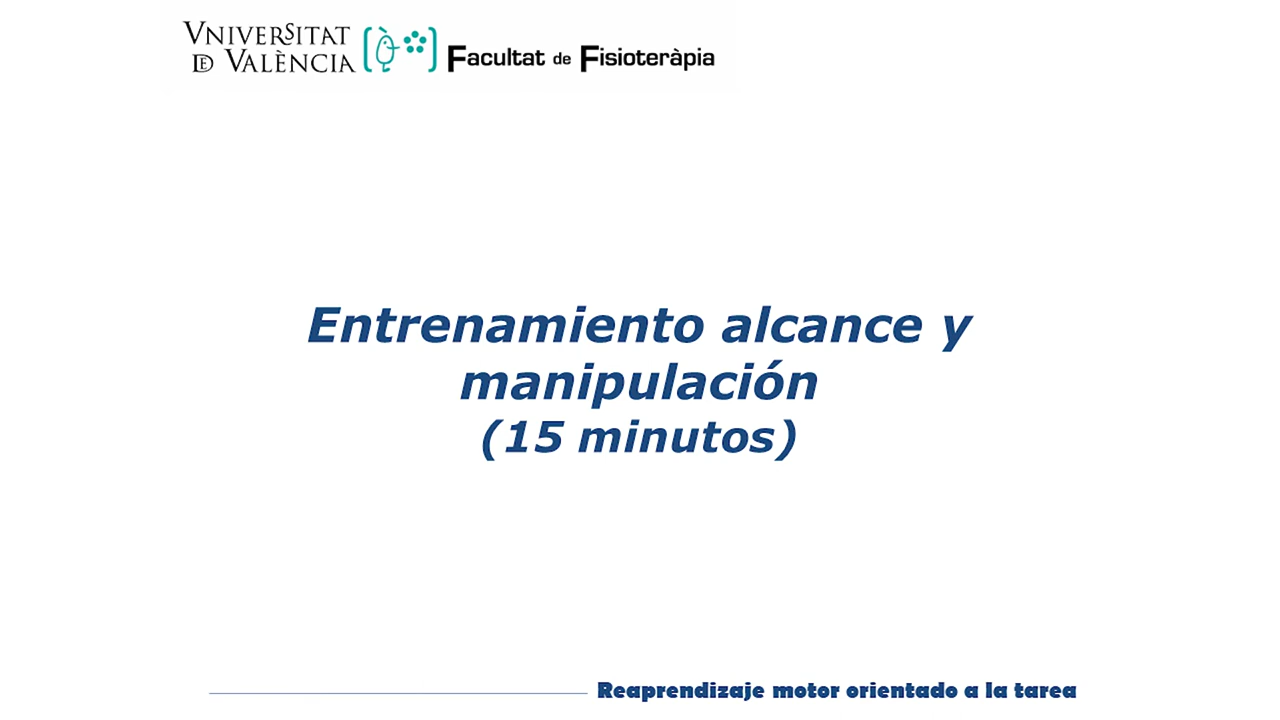 VNIVERSITAT
DE VALÈNCIA
Facultat de Fisioteràpia
Entrenamiento alcance y
manipulación
(15 minutos)
Reaprendizaje motor orientado a la tarea